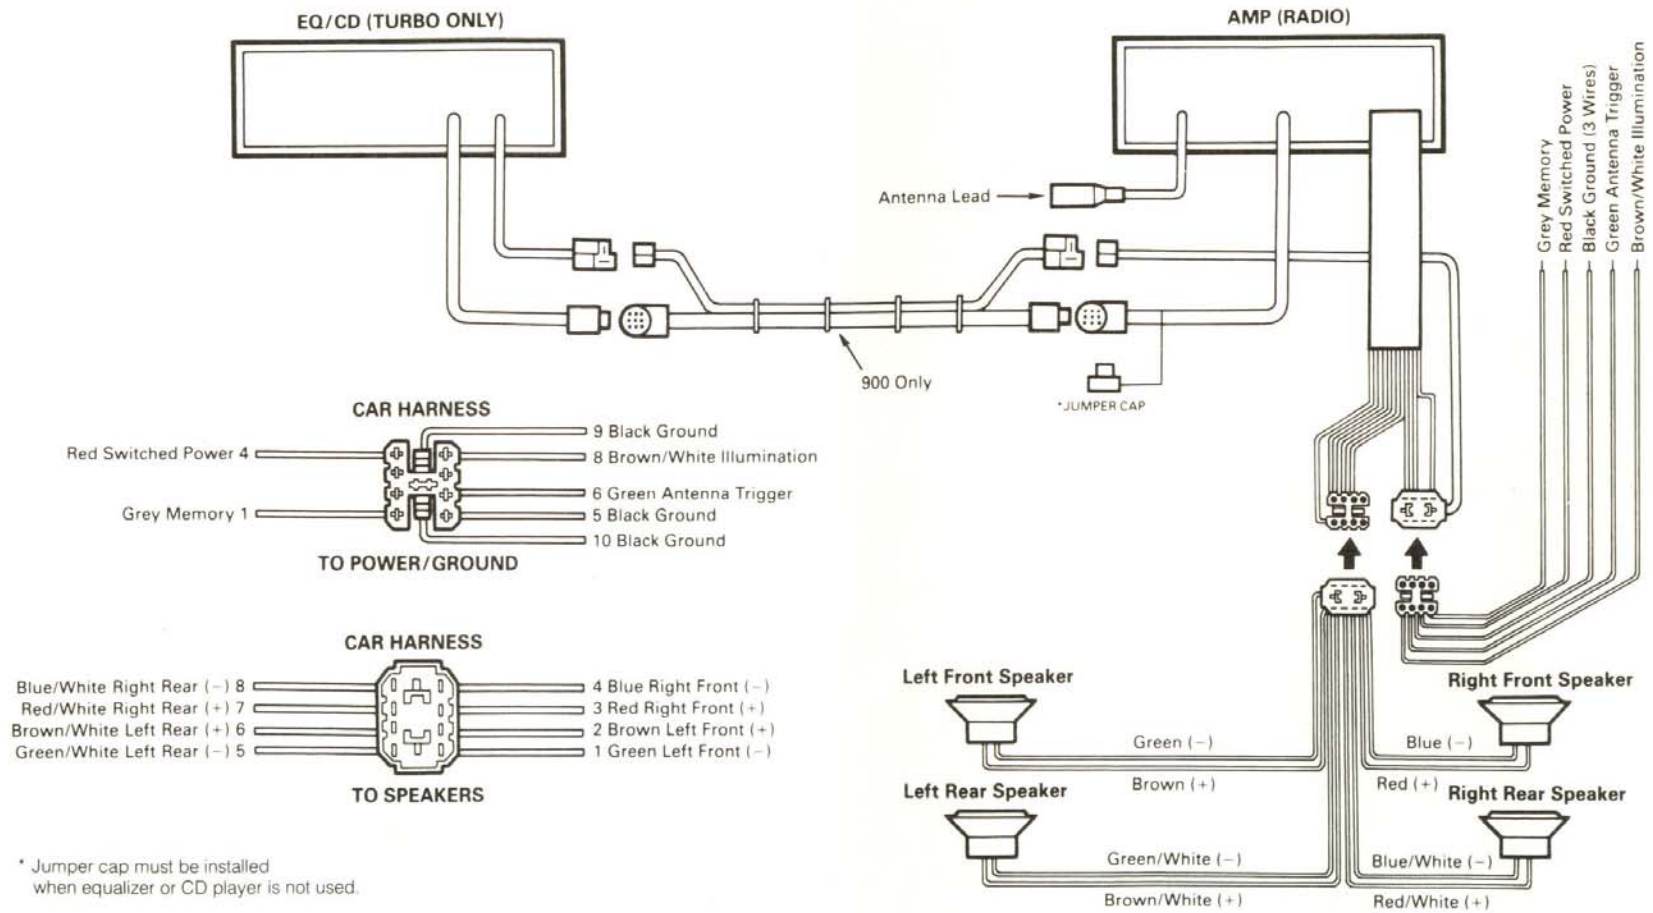 EQ/CD (TURBO ONLY)
AMP (RADIO)
Grey Memory
Red Switched Power
Black Ground (3 Wires)
Green Antenna Trigger
Brown/White Illumination
Antenna Lead
900 Only
*JUMPER CAP
CAR HARNESS
Red Switched Power 4
Grey Memory 1
9 Black Ground
8 Brown/White Illumination
6 Green Antenna Trigger
5 Black Ground
10 Black Ground
TO POWER/GROUND
CAR HARNESS
Blue/White Right Rear (-) 8
Red/White Right Rear (+) 7
Brown/White Left Rear (+) 6
Green/White Left Rear (-) 5
4 Blue Right Front (-)
3 Red Right Front (+)
2 Brown Left Front (+)
1 Green Left Front (-)
TO SPEAKERS
Left Front Speaker
Green (-)
Brown (+)
Right Front Speaker
Blue (-)
Red (+)
Left Rear Speaker
Green/White (-)
Brown/White (+)
Right Rear Speaker
Blue/White (-)
Red/White (+)
* Jumper cap must be installed
when equalizer or CD player is not used.